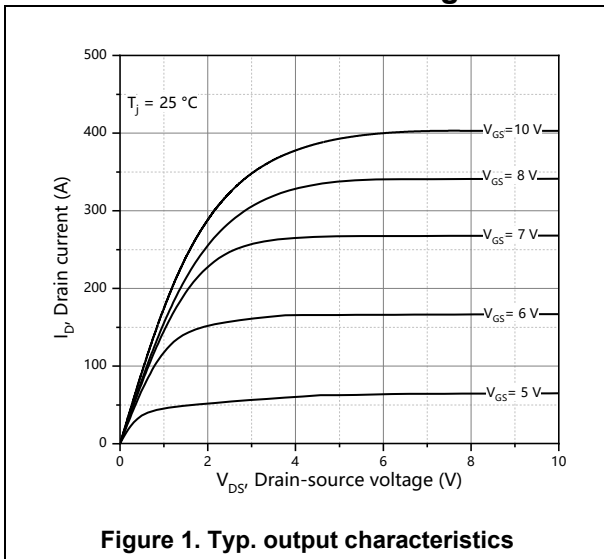 500
400
300
200
100
0
T_j = 25 °C
V_GS=10 V
V_GS= 8 V
V_GS= 7 V
V_GS= 6 V
V_GS= 5 V
0 2 4 6 8 10
I_D, Drain current (A)
V_DS, Drain-source voltage (V)
Figure 1. Typ. output characteristics